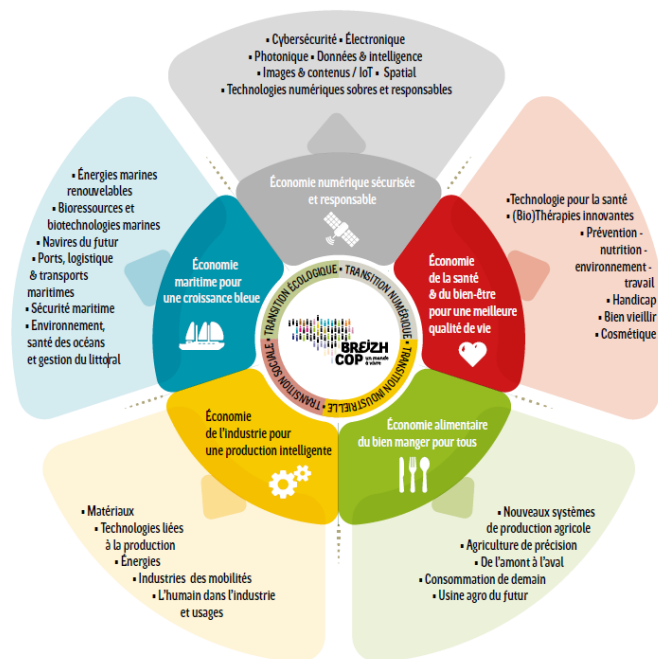 ▪ Cybersécurité ▪ Électronique
▪ Photonique ▪ Données & intelligence
▪ Images & contenus / IoT ▪ Spatial
▪ Technologies numériques sobres et responsables
Économie numérique sécurisée
et responsable
▪ Énergies marines
renouvelables
▪ Bioressources et
biotechnologies marines
▪ Navires du futur
▪ Ports, logistique
& transports
maritimes
▪ Sécurité maritime
▪ Environnement,
santé des océans
et gestion du littoral
Économie
maritime pour
une croissance bleue
▪Technologie pour la santé
▪ (Bio)Thérapies innovantes
▪ Prévention -
nutrition -
environnement -
travail
▪ Handicap
▪ Bien vieillir
▪ Cosmétique
Économie
de la santé
& du bien-être
pour une meilleure
qualité de vie
TRANSITION ÉCOLOGIQUE • TRANSITION NUMÉRIQUE • TRANSITION INDUSTRIELLE • TRANSITION SOCIALE •
BREIZH
COP un monde
à vivre
Économie
de l'industrie pour
une production intelligente
Économie alimentaire
du bien manger pour tous
▪ Matériaux
▪ Technologies liées
à la production
▪ Énergies
▪ Industries des mobilités
▪ L'humain dans l'industrie
et usages
▪ Nouveaux systèmes
de production agricole
▪ Agriculture de précision
▪ De l'amont à l'aval
▪ Consommation de demain
▪ Usine agro du futur